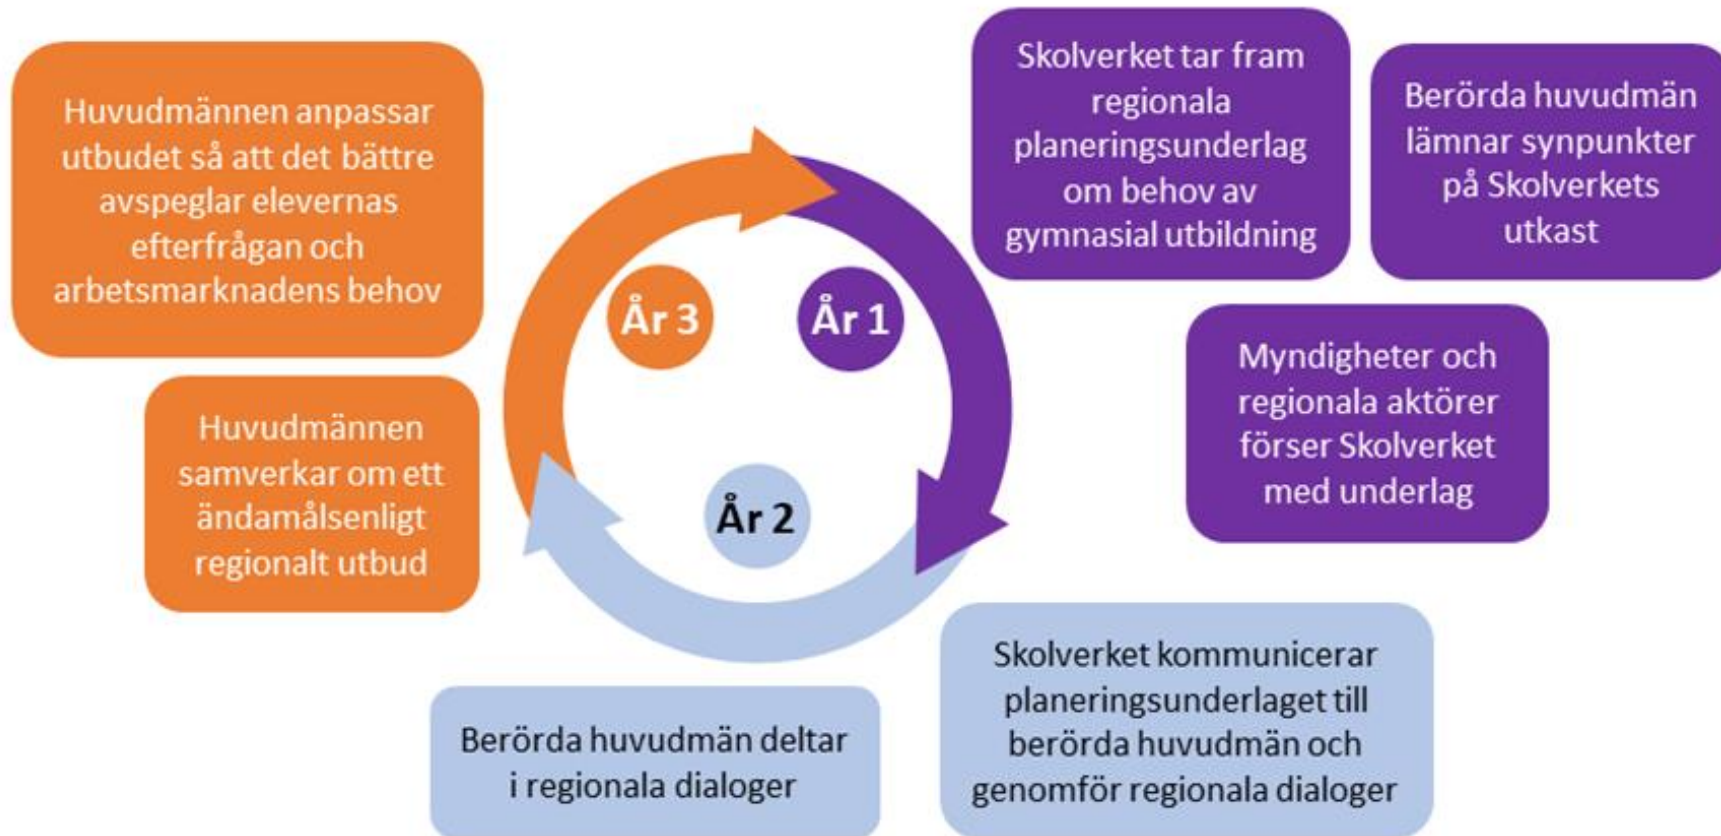 Skolverket tar fram
regionala
planeringsunderlag
om behov av
gymnasial utbildning
Berörda huvudmän
lämnar synpunkter
på Skolverkets
utkast
Myndigheter och
regionala aktörer
förser Skolverket
med underlag
År 1
Skolverket kommunicerar
planeringsunderlaget till
berörda huvudmän och
genomför regionala dialoger
Berörda huvudmän deltar
i regionala dialoger
År 2
Huvudmännen
samverkar om ett
ändamålsenligt
regionalt utbud
Huvudmännen anpassar
utbudet så att det bättre
avspeglar elevernas
efterfrågan och
arbetsmarknadens behov
År 3